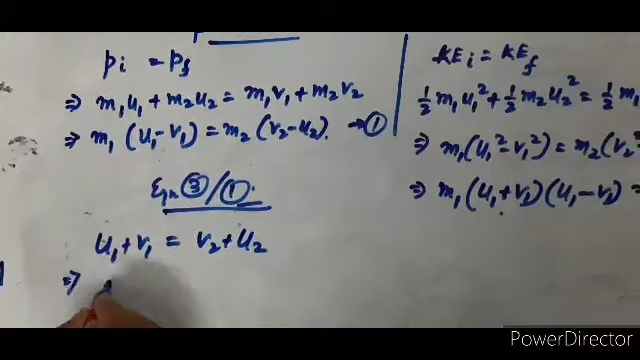 Pi = Pf
⇒ m₁u₁ + m₂u₂ = m₁v₁ + m₂v₂
⇒ m₁ (u₁ - v₁) = m₂ (v₂ - u₂). → ①
Eqn ③/①.
u₁ + v₁ = v₂ + u₂
⇒
KEi = KEf
½ m₁u₁² + ½ m₂u₂² = ½ m₁
⇒ m₁(u₁² - v₁²) = m₂(v₂²
⇒ m₁(u₁ + v₁)(u₁ - v₁) =
PowerDirector